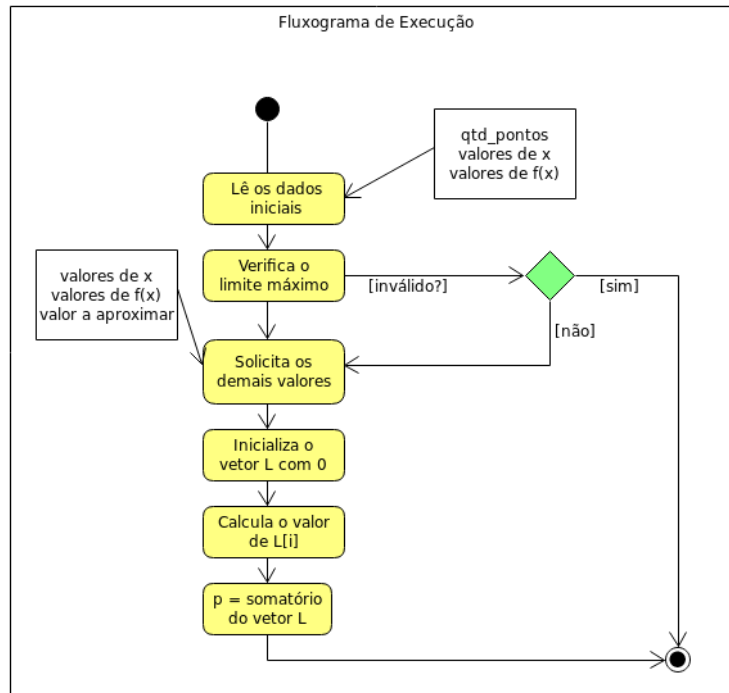 Fluxograma de Execução
qtd_pontos
valores de x
valores de f(x)
Lê os dados
iniciais
Verifica o
limite máximo
[inválido?]
[sim]
[não]
valores de x
valores de f(x)
valor a aproximar
Solicita os
demais valores
Inicializa o
vetor L com 0
Calcula o valor
de L[i]
p = somatório
do vetor L